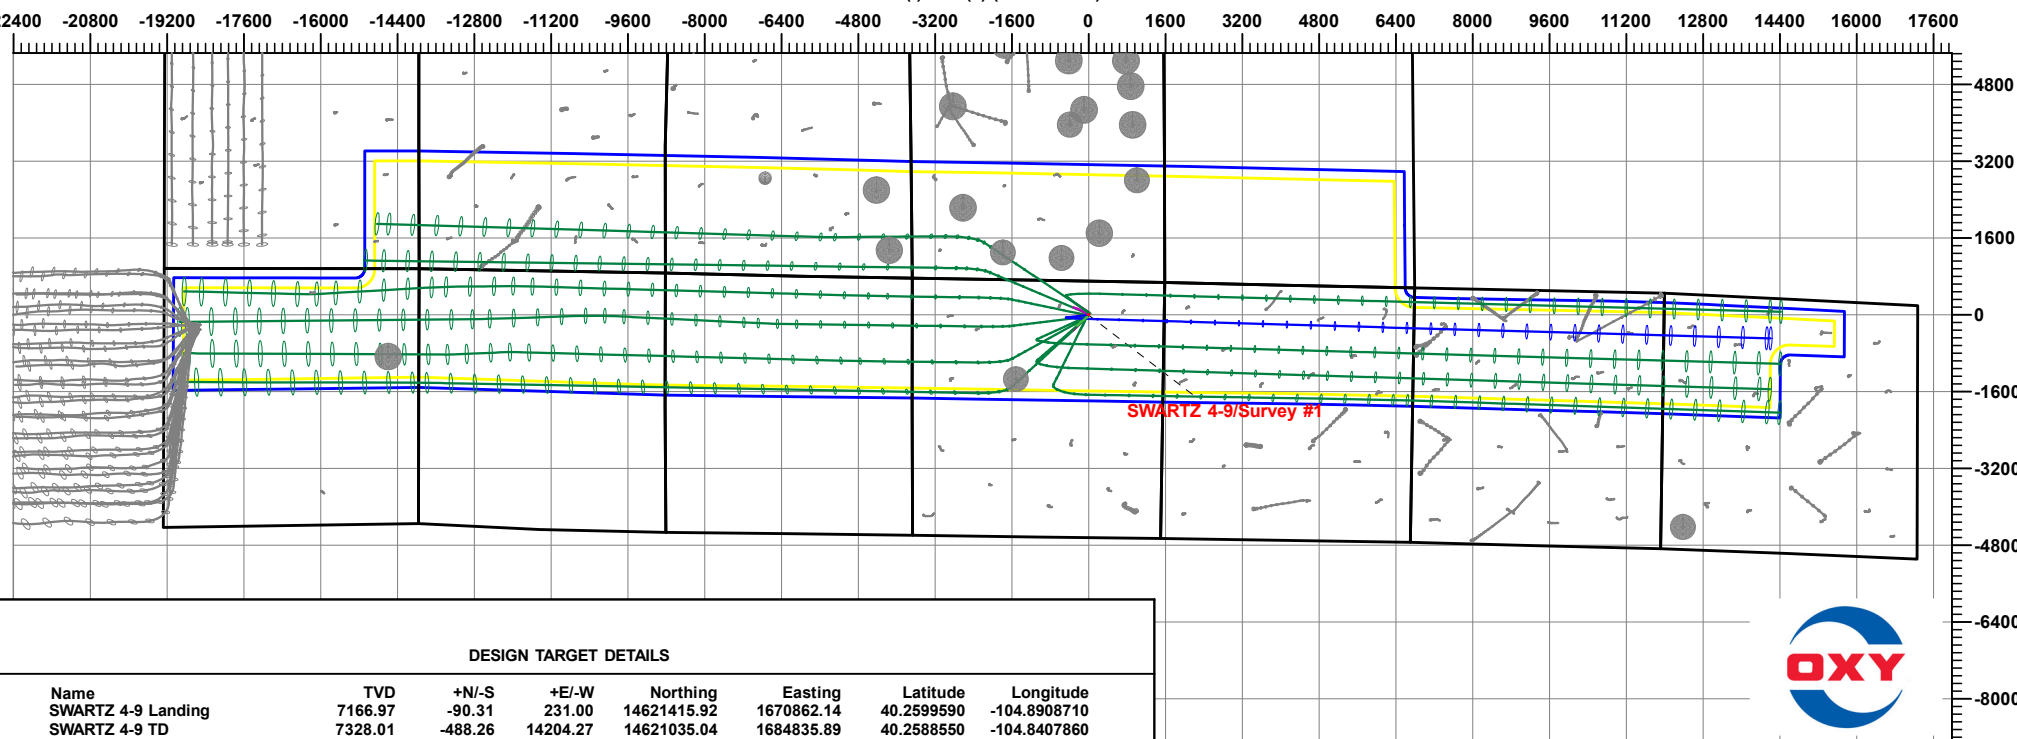 22400 -20800 -19200 -17600 -16000 -14400 -12800 -11200 -9600 -8000 -6400 -4800 -3200 -1600 0 1600 3200 4800 6400 8000 9600 11200 12800 14400 16000 17600
4800
3200
1600
0
-1600
-3200
-4800
-6400
-8000
SWARTZ 4-9/Survey #1
OXY
DESIGN TARGET DETAILS
Name TVD +N/-S +E/-W Northing Easting Latitude Longitude
SWARTZ 4-9 Landing 7166.97 -90.31 231.00 14621415.92 1670862.14 40.2599590 -104.8908710
SWARTZ 4-9 TD 7328.01 -488.26 14204.27 14621035.04 1684835.89 40.2588550 -104.8407860